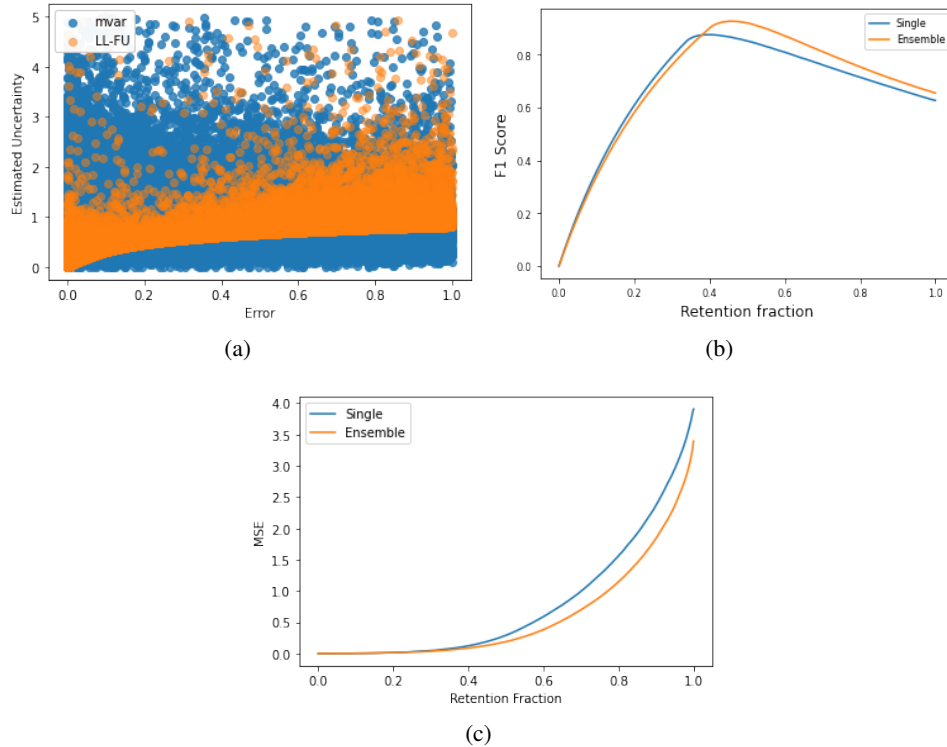 5
4
3
2
1
0
Estimated Uncertainty
mvar
LL-FU
0.0 0.2 0.4 0.6 0.8 1.0
Error
(a)
0.8
0.6
0.4
0.2
0.0
F1 Score
Single
Ensemble
0.0 0.2 0.4 0.6 0.8 1.0
Retention fraction
(b)
4.0
3.5
3.0
2.5
2.0
1.5
1.0
0.5
0.0
MSE
Single
Ensemble
0.0 0.2 0.4 0.6 0.8 1.0
Retention Fraction
(c)